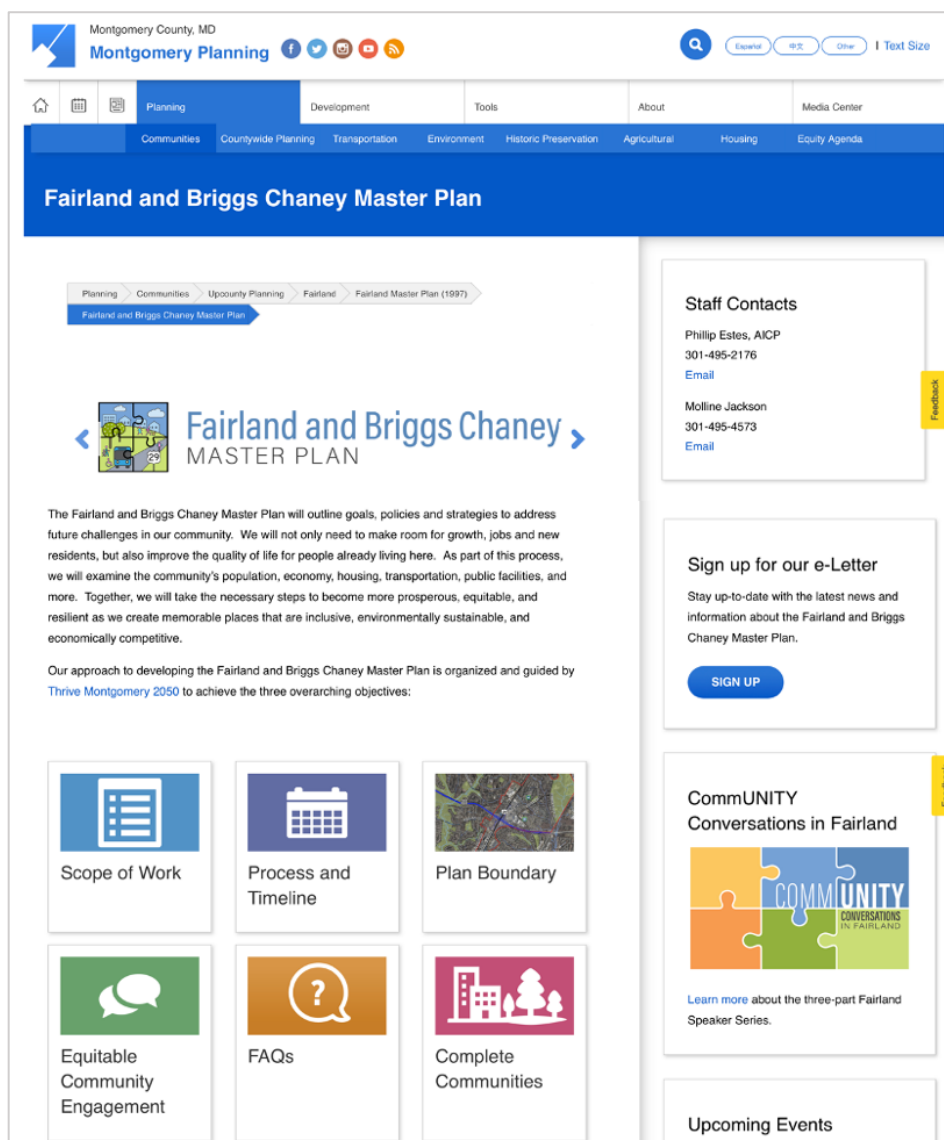 Montgomery County, MD
Montgomery Planning
Español
中文
Other
| Text Size
Planning
Development
Tools
About
Media Center
Communities
Countywide Planning
Transportation
Environment
Historic Preservation
Agricultural
Housing
Equity Agenda
Fairland and Briggs Chaney Master Plan
Planning
Communities
Upcounty Planning
Fairland
Fairland Master Plan (1997)
Fairland and Briggs Chaney Master Plan
29
Fairland and Briggs Chaney
MASTER PLAN
The Fairland and Briggs Chaney Master Plan will outline goals, policies and strategies to address
future challenges in our community. We will not only need to make room for growth, jobs and new
residents, but also improve the quality of life for people already living here. As part of this process,
we will examine the community's population, economy, housing, transportation, public facilities, and
more. Together, we will take the necessary steps to become more prosperous, equitable, and
resilient as we create memorable places that are inclusive, environmentally sustainable, and
economically competitive.
Our approach to developing the Fairland and Briggs Chaney Master Plan is organized and guided by
Thrive Montgomery 2050 to achieve the three overarching objectives:
Scope of Work
Process and
Timeline
Plan Boundary
?
Equitable
Community
Engagement
FAQs
Complete
Communities
Staff Contacts
Phillip Estes, AICP
301-495-2176
Email
Molline Jackson
301-495-4573
Email
Feedback
Sign up for our e-Letter
Stay up-to-date with the latest news and
information about the Fairland and Briggs
Chaney Master Plan.
SIGN UP
CommUNITY
Conversations in Fairland
COMMUNITY
CONVERSATIONS
IN FAIRLAND
Learn more about the three-part Fairland
Speaker Series.
Upcoming Events